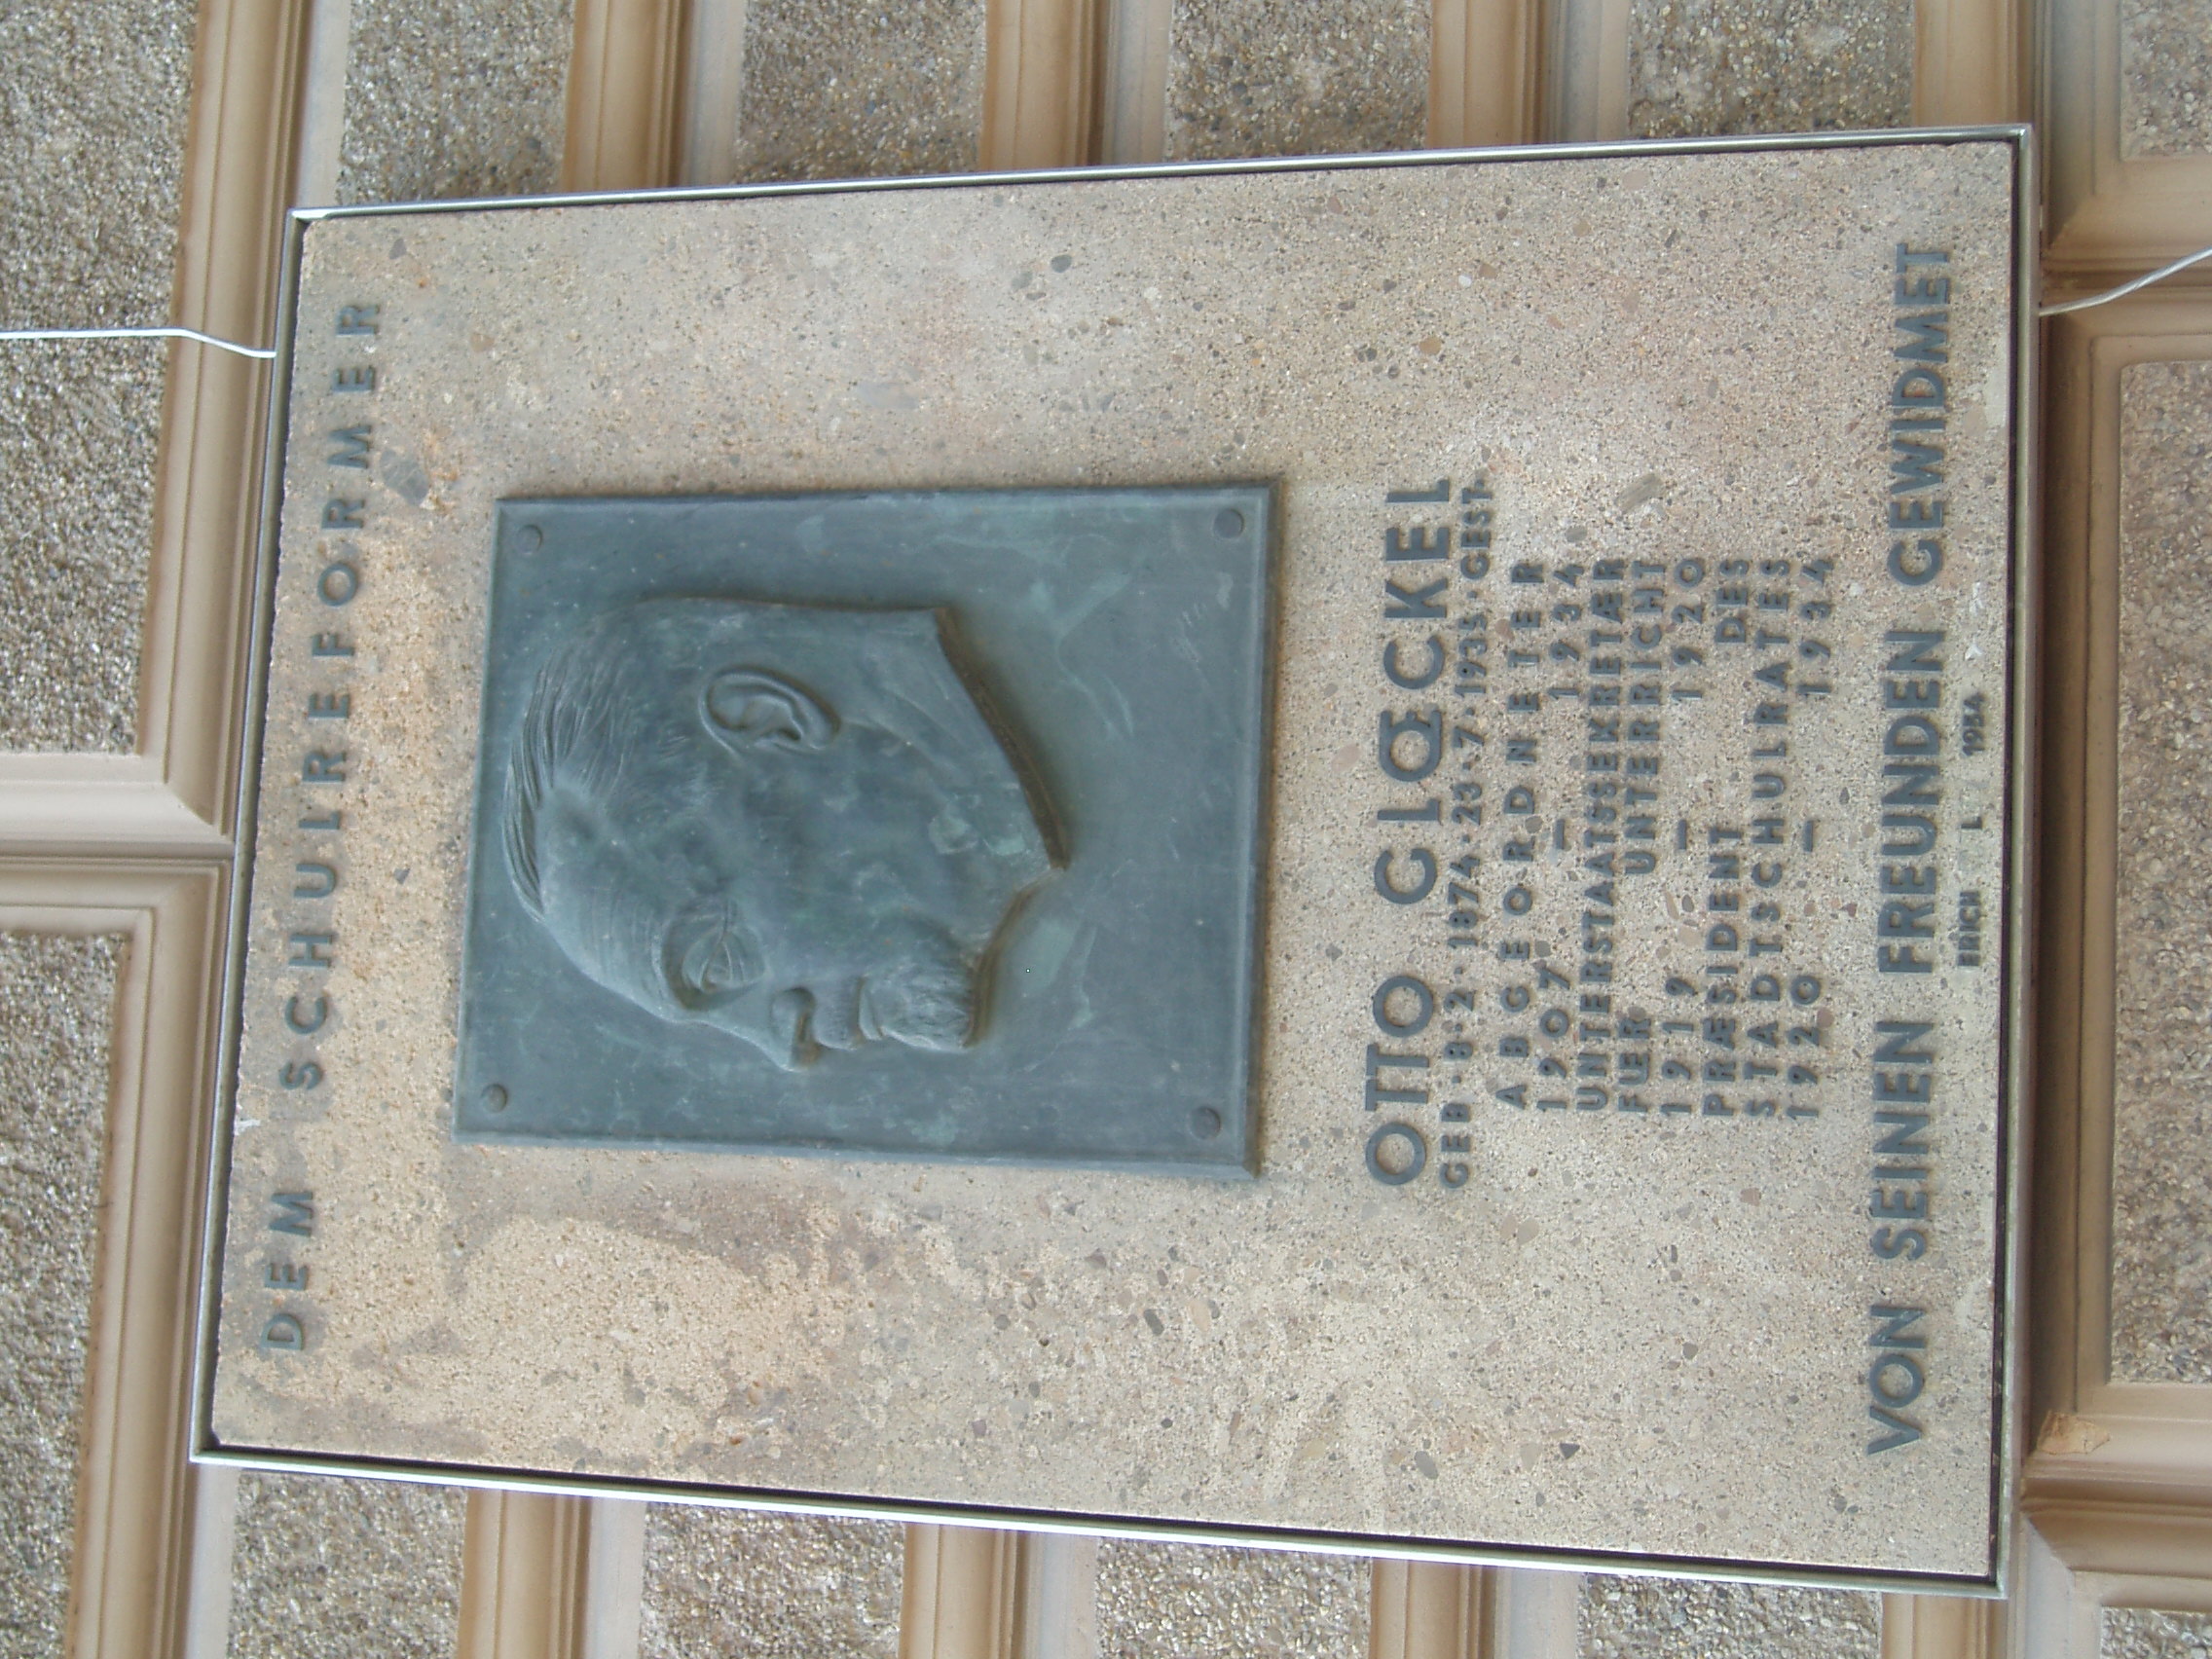 DEM SCHULREFORMER
OTTO GLŒCKEL
GEB · 8 · 2 · 1874 · 23 · 7 · 1935 · GEST ·
ABGEORDNETER
1907 – 1934
UNTERSTAATSSEKRETÆR
FUER UNTERRICHT
1919 – 1920
PRÆSIDENT DES
STADTSCHULRATES
1920 – 1934
VON SEINEN FREUNDEN GEWIDMET
ERICH L 1954